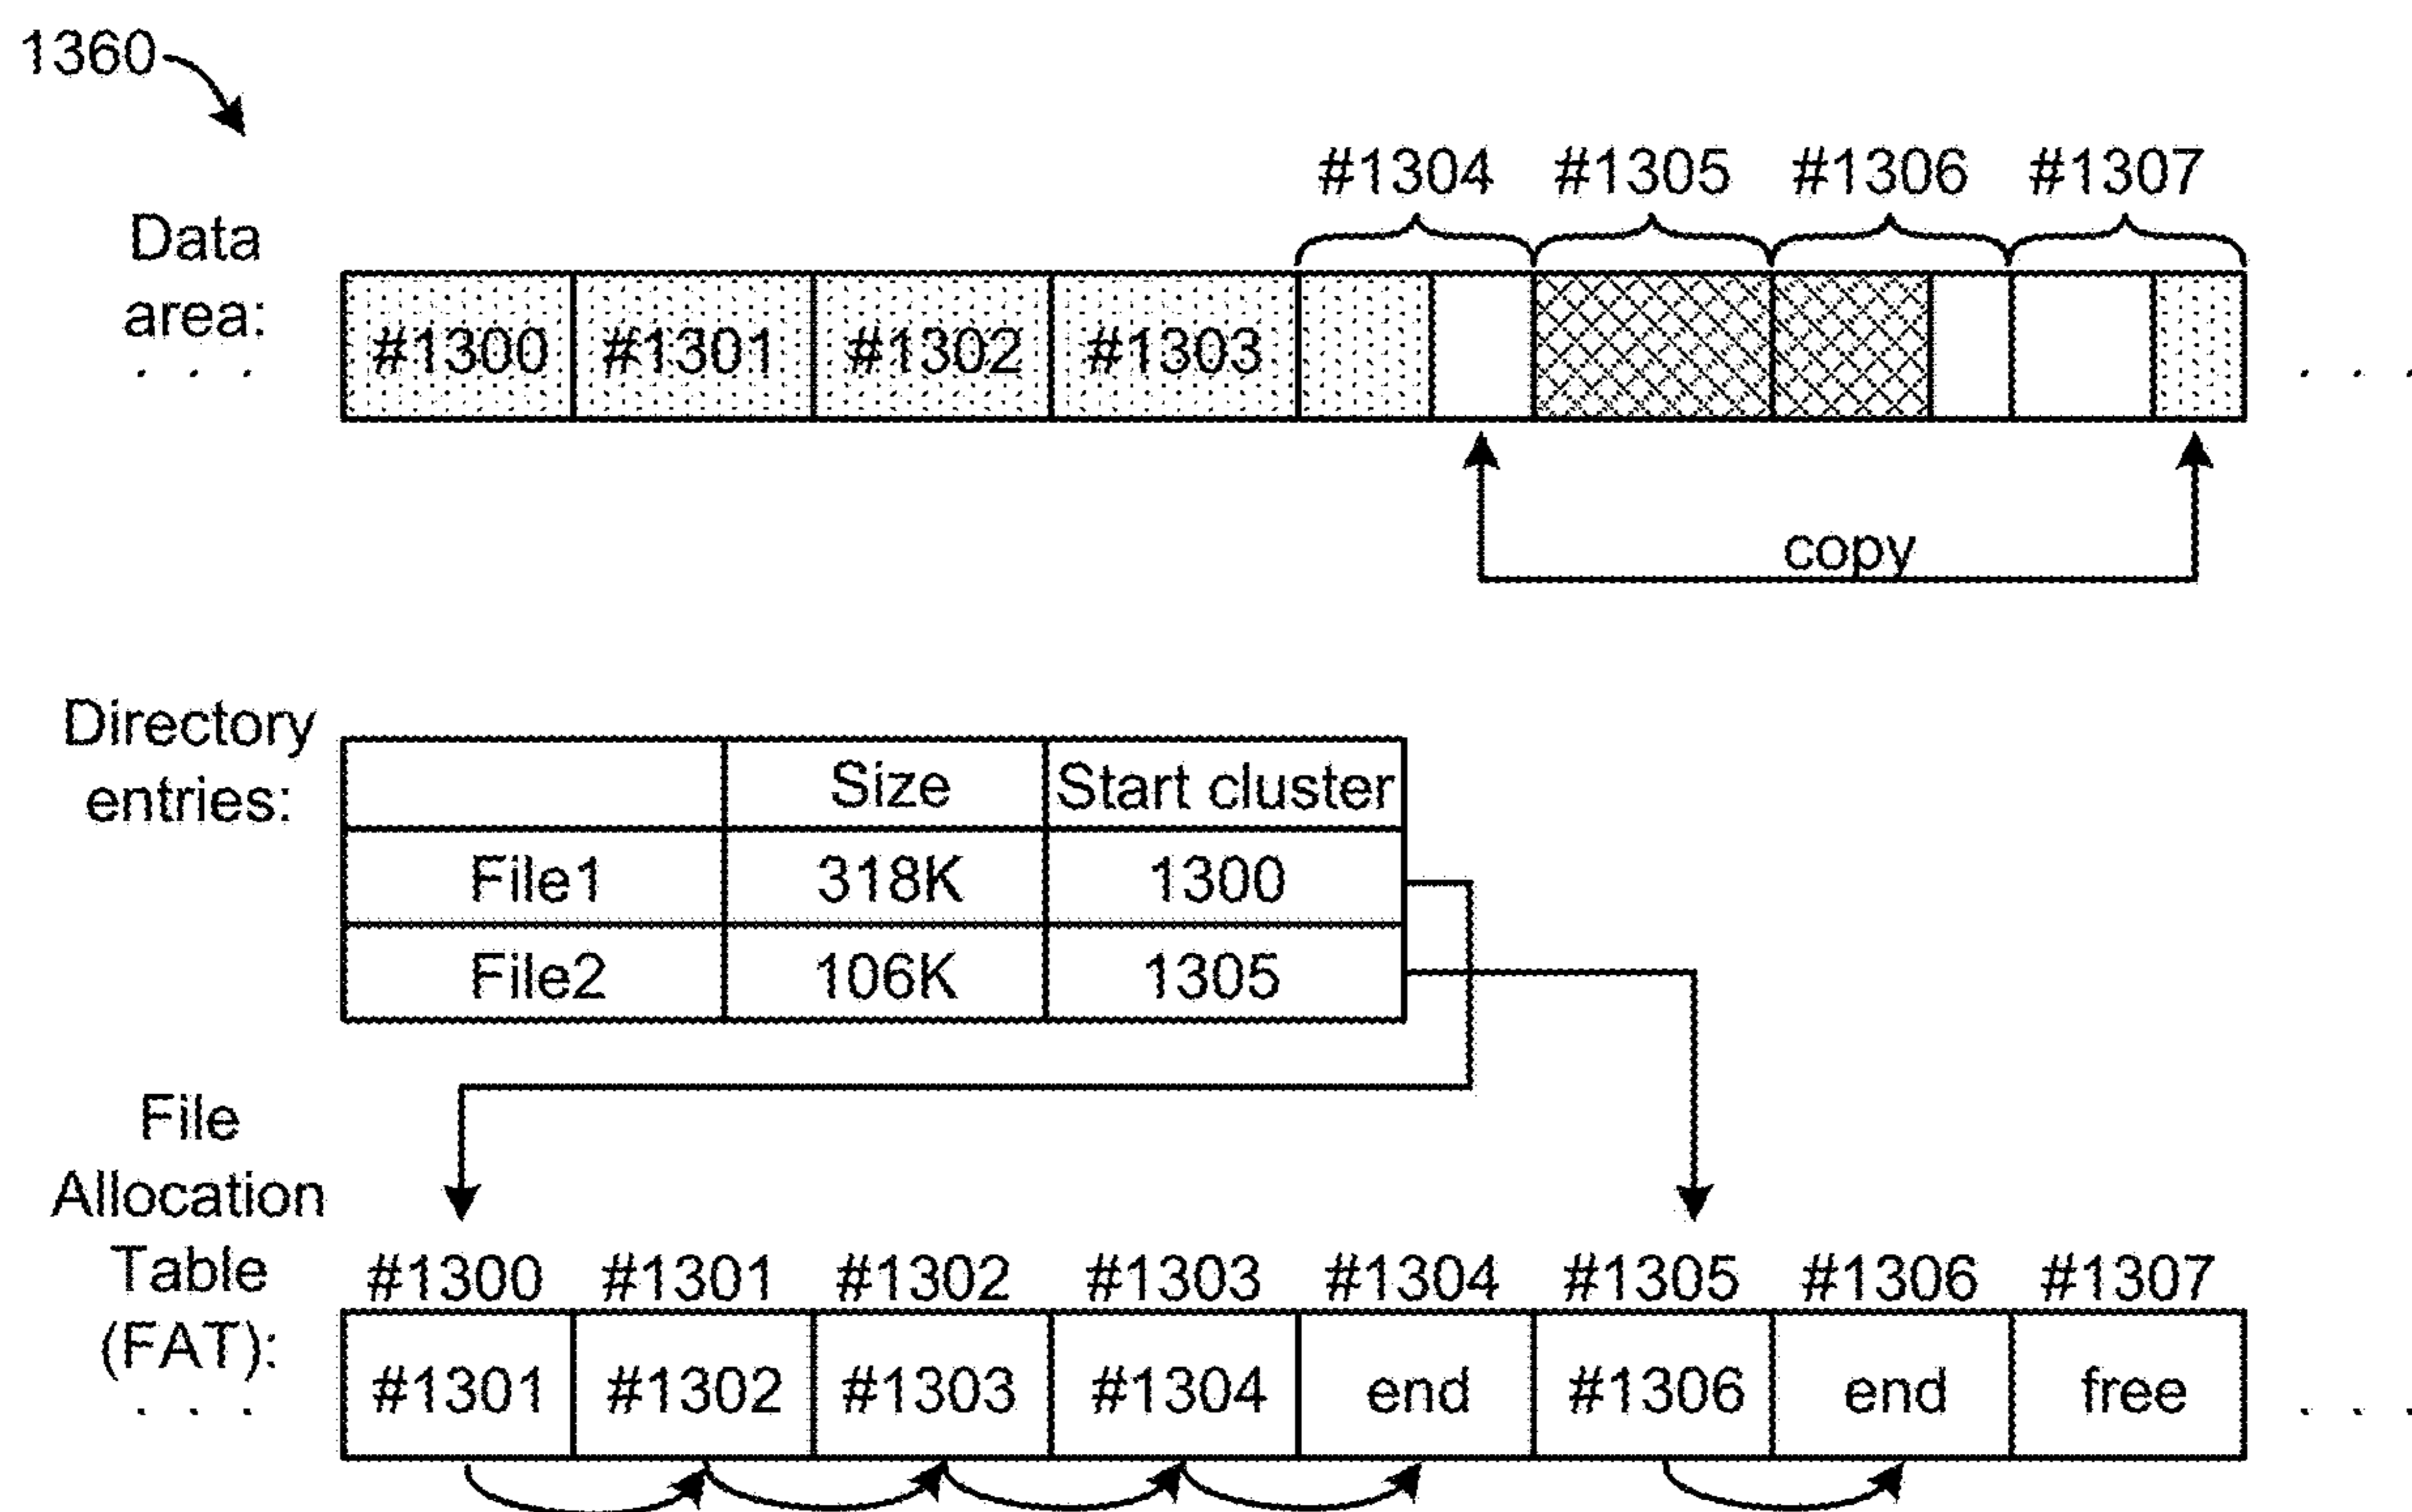 1360
#1304 #1305 #1306 #1307
Data
area:
. . .
#1300 #1301 #1302 #1303
. . .
copy
Directory
entries:
Size Start cluster
File1 318K 1300
File2 106K 1305
File
Allocation
Table
(FAT):
. . .
#1300 #1301 #1302 #1303 #1304 #1305 #1306 #1307
#1301 #1302 #1303 #1304 end #1306 end free
. . .